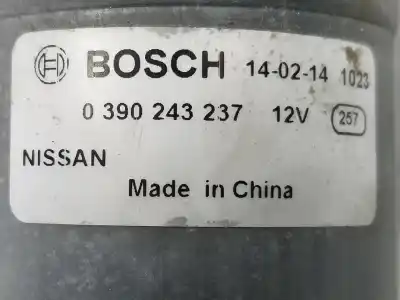 BOSCH 14-02-14 1023
0 390 243 237 12V 257
NISSAN
Made in China